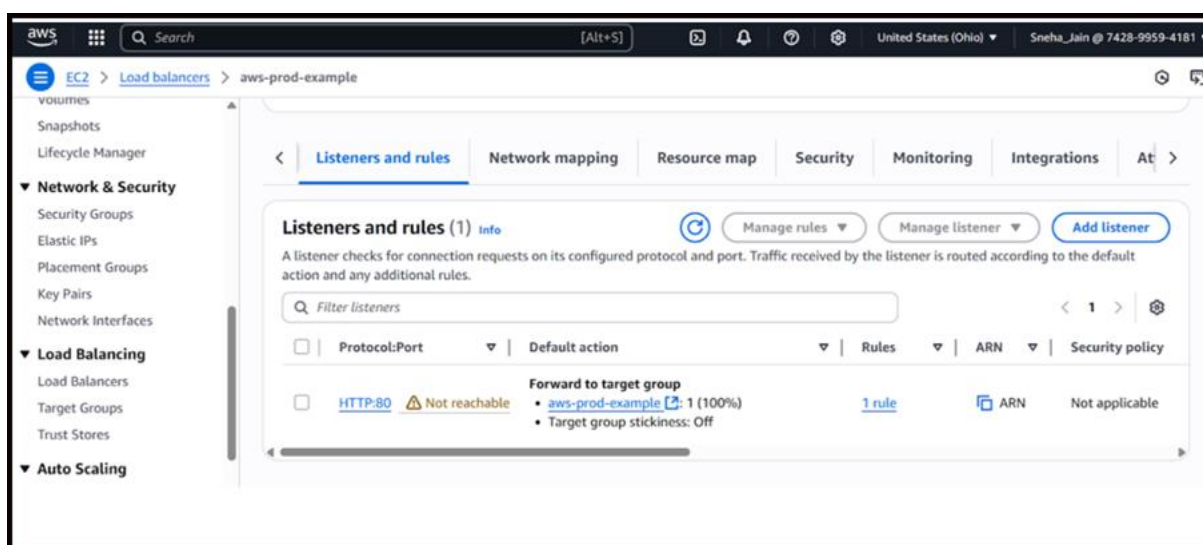 aws
Search [Alt+S] United States (Ohio) ▼ Sneha_Jain @ 7428-9959-4181
EC2 > Load balancers > aws-prod-example
Volumes
Snapshots
Lifecycle Manager
▼ Network & Security
Security Groups
Elastic IPs
Placement Groups
Key Pairs
Network Interfaces
▼ Load Balancing
Load Balancers
Target Groups
Trust Stores
▼ Auto Scaling
Listeners and rules Network mapping Resource map Security Monitoring Integrations At
Listeners and rules (1) Info Manage rules ▼ Manage listener ▼ Add listener
A listener checks for connection requests on its configured protocol and port. Traffic received by the listener is routed according to the default
action and any additional rules.
Filter listeners < 1 >
Protocol:Port Default action Rules ARN Security policy
Forward to target group
HTTP:80 Not reachable • aws-prod-example : 1 (100%) 1 rule ARN Not applicable
• Target group stickiness: Off